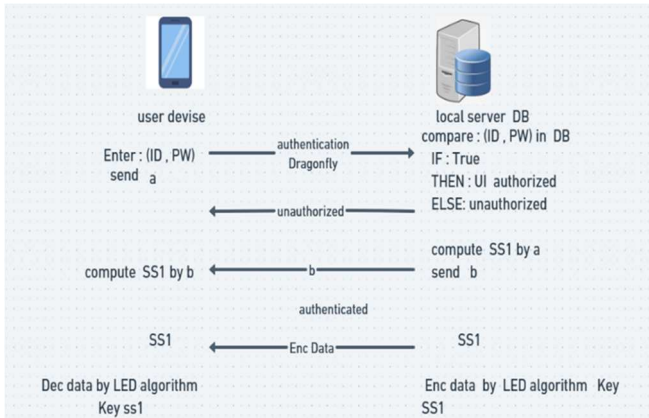 user devise
local server DB
compare : (ID , PW) in DB
Enter : (ID , PW)
authentication
Dragonfly
IF : True
send a
THEN : UI authorized
ELSE: unauthorized
unauthorized
compute SS1 by a
compute SS1 by b
b
send b
authenticated
SS1
Enc Data
SS1
Dec data by LED algorithm
Key ss1
Enc data by LED algorithm Key
SS1